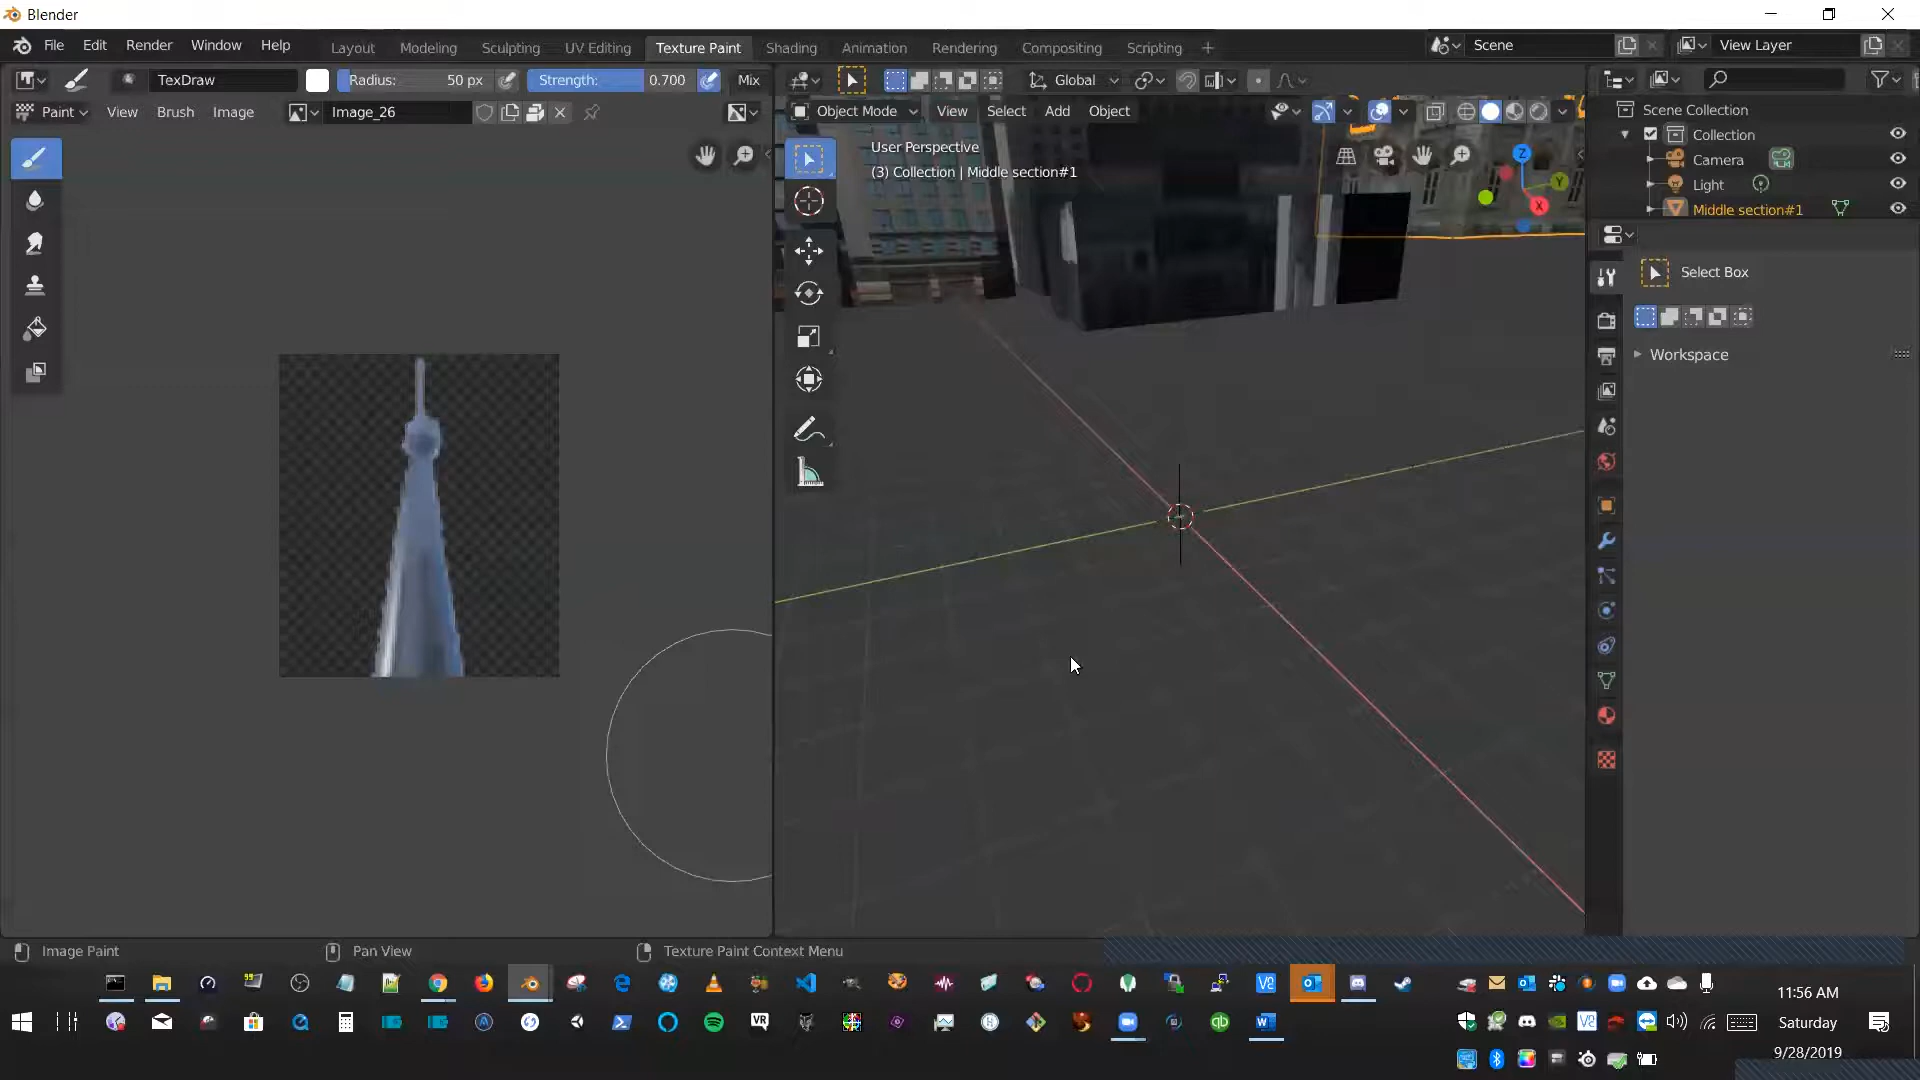 Blender
File Edit Render Window Help
Layout Modeling Sculpting UV Editing Texture Paint Shading Animation Rendering Compositing Scripting
Scene
View Layer
TexDraw
Radius: 50 px
Strength: 0.700
Mix
Global
Paint View Brush Image
Image_26
Object Mode View Select Add Object
User Perspective
(3) Collection | Middle section#1
Z
Y
X
Scene Collection
Collection
Camera
Light
Middle section#1
Select Box
Workspace
Image Paint
Pan View
Texture Paint Context Menu
VR
11:56 AM
Saturday
9/28/2019